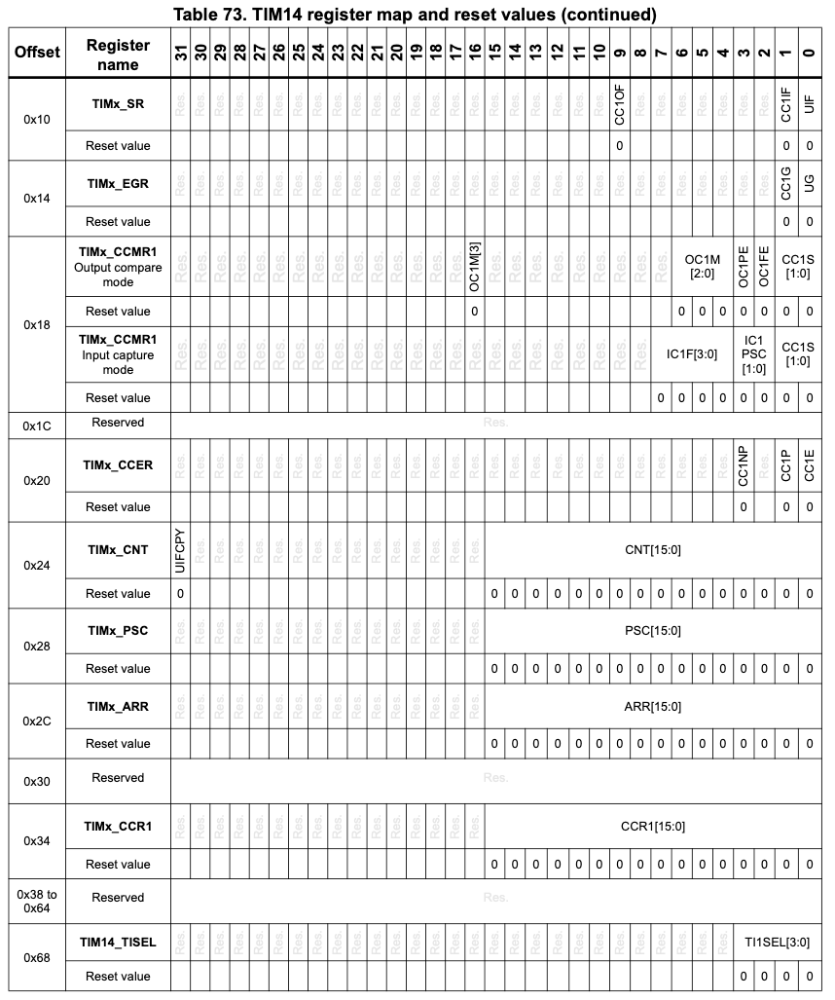 Table 73. TIM14 register map and reset values (continued)
Offset Register name 31 30 29 28 27 26 25 24 23 22 21 20 19 18 17 16 15 14 13 12 11 10 9 8 7 6 5 4 3 2 1 0
0x10 TIMx_SR Res. Res. Res. Res. Res. Res. Res. Res. Res. Res. Res. Res. Res. Res. Res. Res. Res. Res. Res. Res. Res. Res. CC1OF Res. Res. Res. Res. Res. Res. Res. CC1IF UIF
Reset value 0 0 0
0x14 TIMx_EGR Res. Res. Res. Res. Res. Res. Res. Res. Res. Res. Res. Res. Res. Res. Res. Res. Res. Res. Res. Res. Res. Res. Res. Res. Res. Res. Res. Res. Res. Res. CC1G UG
Reset value 0 0
0x18 TIMx_CCMR1 Output compare mode Res. Res. Res. Res. Res. Res. Res. Res. Res. Res. Res. Res. Res. Res. Res. OC1M[3] Res. Res. Res. Res. Res. Res. Res. Res. Res. OC1M [2:0] OC1PE OC1FE CC1S [1:0]
Reset value 0 0 0 0 0 0 0 0
TIMx_CCMR1 Input capture mode Res. Res. Res. Res. Res. Res. Res. Res. Res. Res. Res. Res. Res. Res. Res. Res. Res. Res. Res. Res. Res. Res. Res. Res. IC1F[3:0] IC1 PSC [1:0] CC1S [1:0]
Reset value 0 0 0 0 0 0 0 0
0x1C Reserved Res.
0x20 TIMx_CCER Res. Res. Res. Res. Res. Res. Res. Res. Res. Res. Res. Res. Res. Res. Res. Res. Res. Res. Res. Res. Res. Res. Res. Res. Res. Res. Res. Res. CC1NP Res. CC1P CC1E
Reset value 0 0 0
0x24 TIMx_CNT UIFCPY Res. Res. Res. Res. Res. Res. Res. Res. Res. Res. Res. Res. Res. Res. Res. CNT[15:0]
Reset value 0 0 0 0 0 0 0 0 0 0 0 0 0 0 0 0 0
0x28 TIMx_PSC Res. Res. Res. Res. Res. Res. Res. Res. Res. Res. Res. Res. Res. Res. Res. Res. PSC[15:0]
Reset value 0 0 0 0 0 0 0 0 0 0 0 0 0 0 0 0
0x2C TIMx_ARR Res. Res. Res. Res. Res. Res. Res. Res. Res. Res. Res. Res. Res. Res. Res. Res. ARR[15:0]
Reset value 0 0 0 0 0 0 0 0 0 0 0 0 0 0 0 0
0x30 Reserved Res.
0x34 TIMx_CCR1 Res. Res. Res. Res. Res. Res. Res. Res. Res. Res. Res. Res. Res. Res. Res. Res. CCR1[15:0]
Reset value 0 0 0 0 0 0 0 0 0 0 0 0 0 0 0 0
0x38 to 0x64 Reserved Res.
0x68 TIM14_TISEL Res. Res. Res. Res. Res. Res. Res. Res. Res. Res. Res. Res. Res. Res. Res. Res. Res. Res. Res. Res. Res. Res. Res. Res. Res. Res. Res. Res. TI1SEL[3:0]
Reset value 0 0 0 0